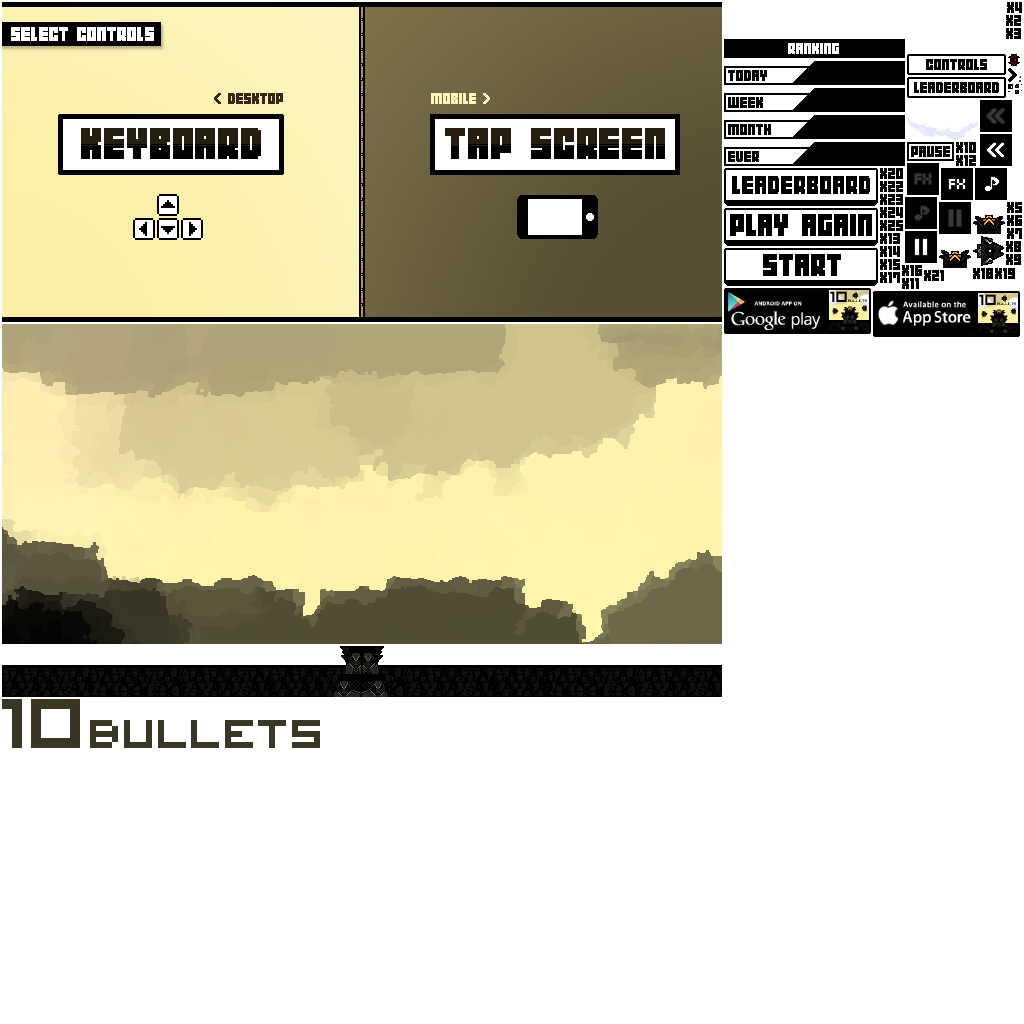 SELECT CONTROLS
< DESKTOP
KEYBOARD
MOBILE >
TAP SCREEN
X4
X2
X3
RANKING
TODAY
WEEK
MONTH
EVER
CONTROLS
LEADERBOARD
PAUSE
X10
X12
LEADERBOARD
PLAY AGAIN
START
X20
X22
X23
X24
X25
X13
X14
X15
X17
FX
FX
X5
X6
X7
X8
X9
X16
X11
X21
X18
X19
ANDROID APP ON
Google play
10 BULLETS
Available on the
App Store
10 BULLETS
10 BULLETS